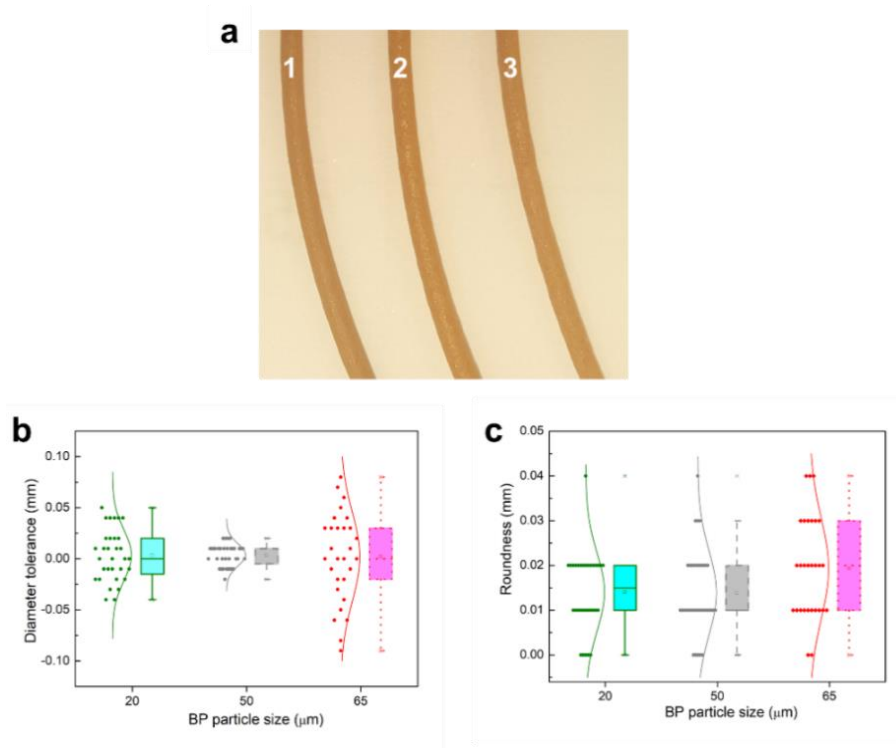 a
1 2 3
b
0.10
0.05
0.00
-0.05
-0.10
Diameter tolerance (mm)
20 50 65
BP particle size (μm)
c
0.05
0.04
0.03
0.02
0.01
0.00
Roundness (mm)
20 50 65
BP particle size (μm)